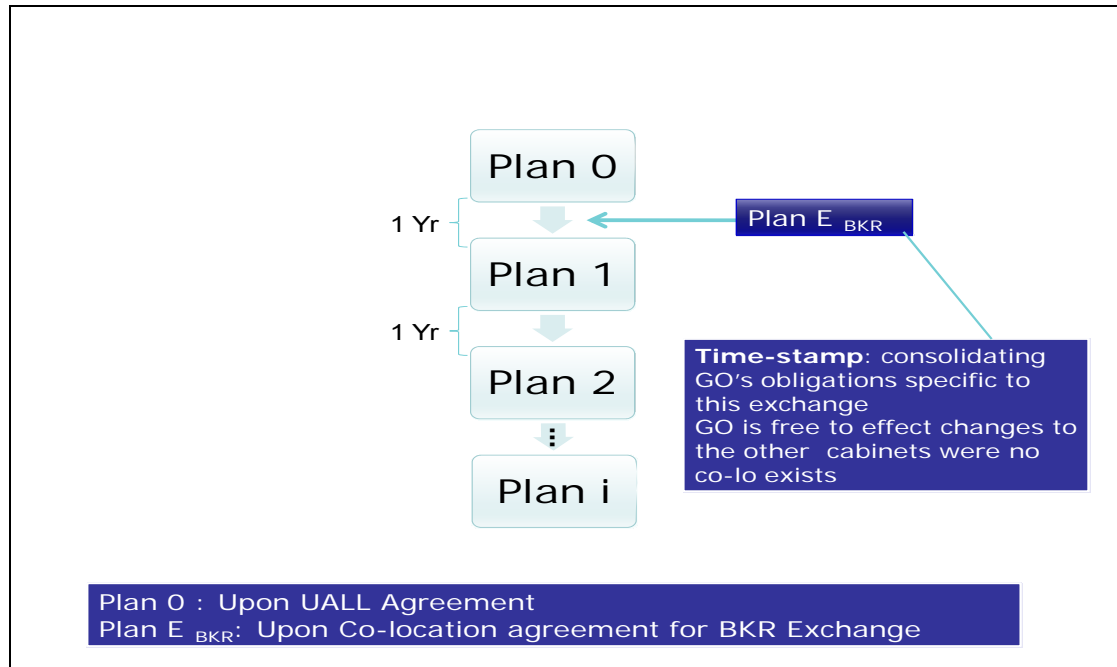 Plan 0
1 Yr
Plan E BKR
Plan 1
1 Yr
Plan 2
Time-stamp: consolidating
GO's obligations specific to
this exchange
GO is free to effect changes to
the other cabinets were no
co-lo exists
⋮
Plan i
Plan 0 : Upon UALL Agreement
Plan E BKR: Upon Co-location agreement for BKR Exchange